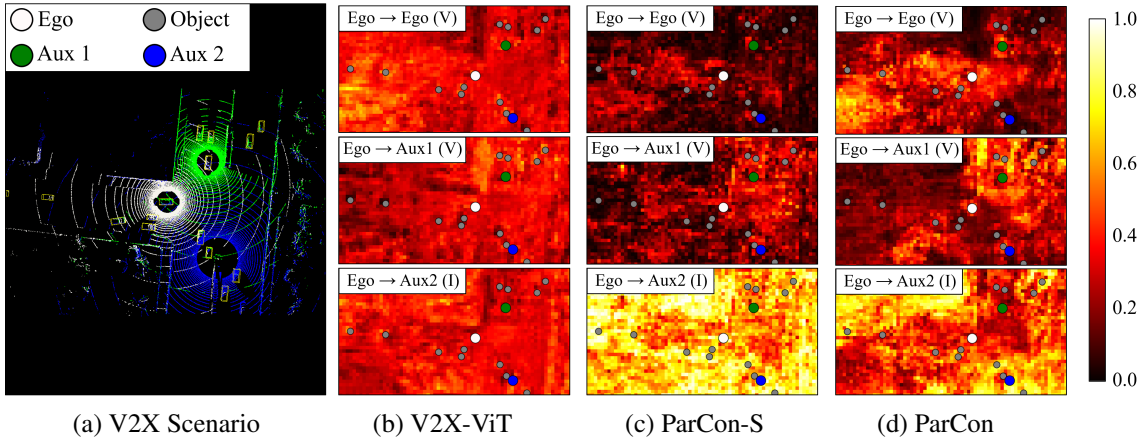 Ego
Object
Aux 1
Aux 2
Ego → Ego (V)
Ego → Ego (V)
Ego → Ego (V)
Ego → Aux1 (V)
Ego → Aux1 (V)
Ego → Aux1 (V)
Ego → Aux2 (I)
Ego → Aux2 (I)
Ego → Aux2 (I)
1.0
0.8
0.6
0.4
0.2
0.0
(a) V2X Scenario
(b) V2X-ViT
(c) ParCon-S
(d) ParCon